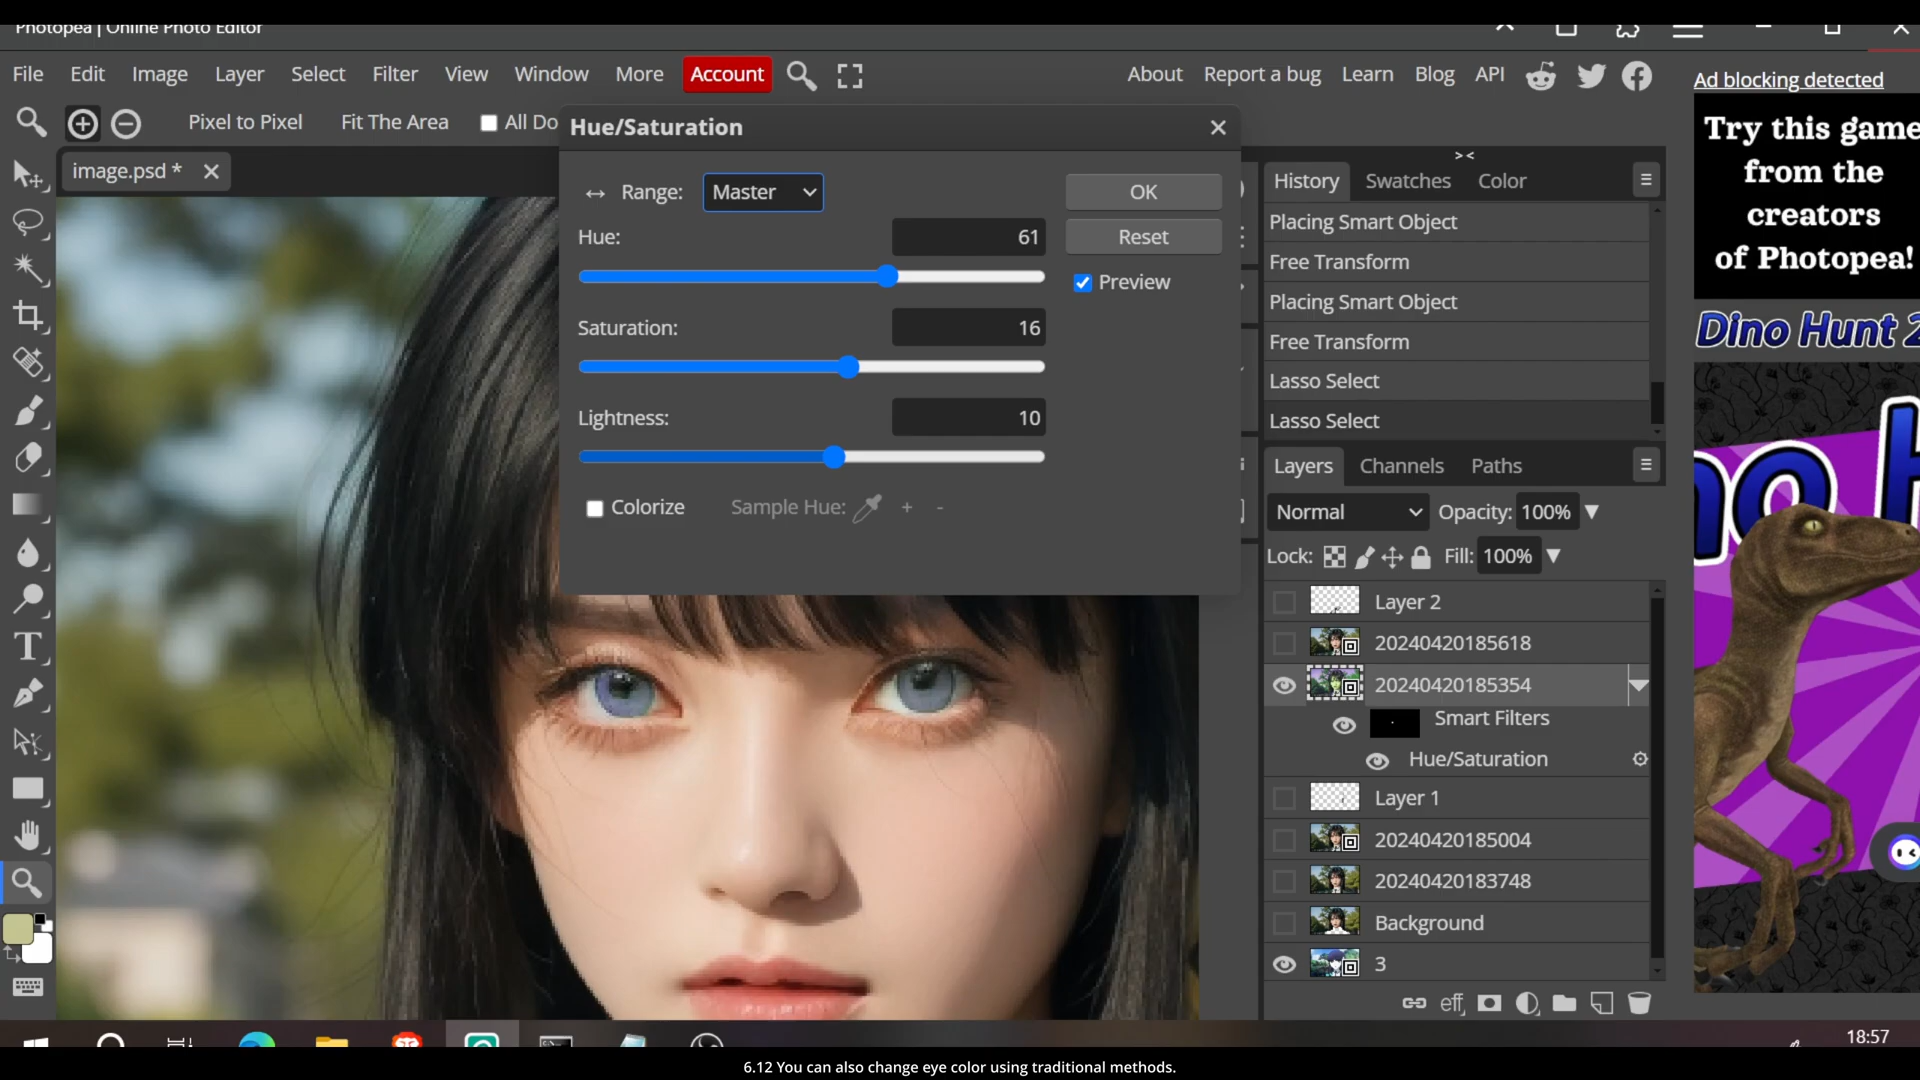 Photopea | Online Photo Editor
File Edit Image Layer Select Filter View Window More Account About Report a bug Learn Blog API
Ad blocking detected
Pixel to Pixel Fit The Area All Do
image.psd *
Hue/Saturation
Range: Master
OK
Hue: 61
Reset
Preview
Saturation: 16
Lightness: 10
Colorize Sample Hue: + -
History Swatches Color
Placing Smart Object
Free Transform
Placing Smart Object
Free Transform
Lasso Select
Lasso Select
Layers Channels Paths
Normal Opacity: 100%
Lock: Fill: 100%
Layer 2
20240420185618
20240420185354
Smart Filters
Hue/Saturation
Layer 1
20240420185004
20240420183748
Background
3
eff
Try this game
from the
creators
of Photopea!
Dino Hunt 2
no H
18:57
6.12 You can also change eye color using traditional methods.